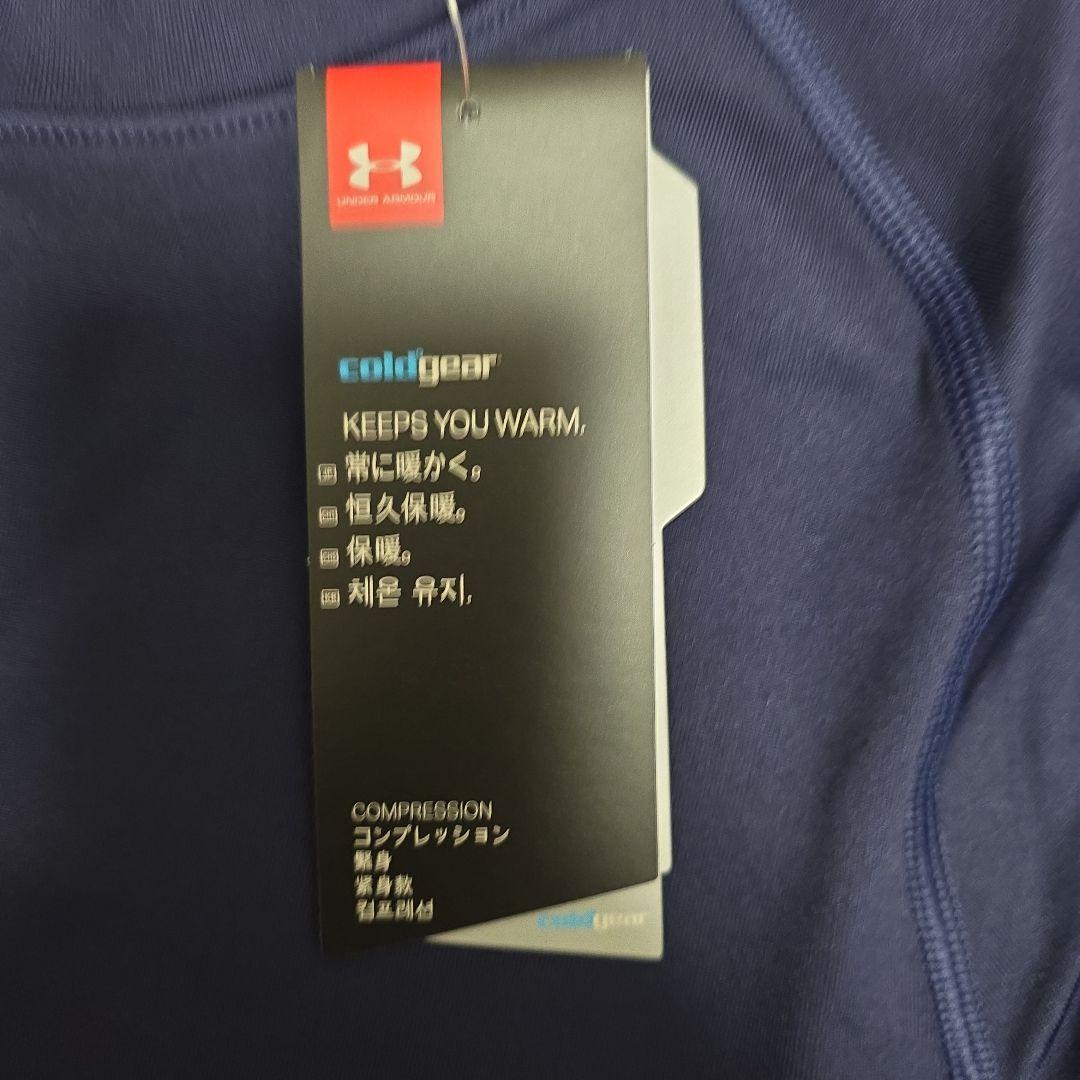 UNDER ARMOUR
coldgear
KEEPS YOU WARM.
常に暖かく。
恒久保暖。
保暖。
체온 유지.
COMPRESSION
コンプレッション
緊身
紧身款
컴프레션
coldgear